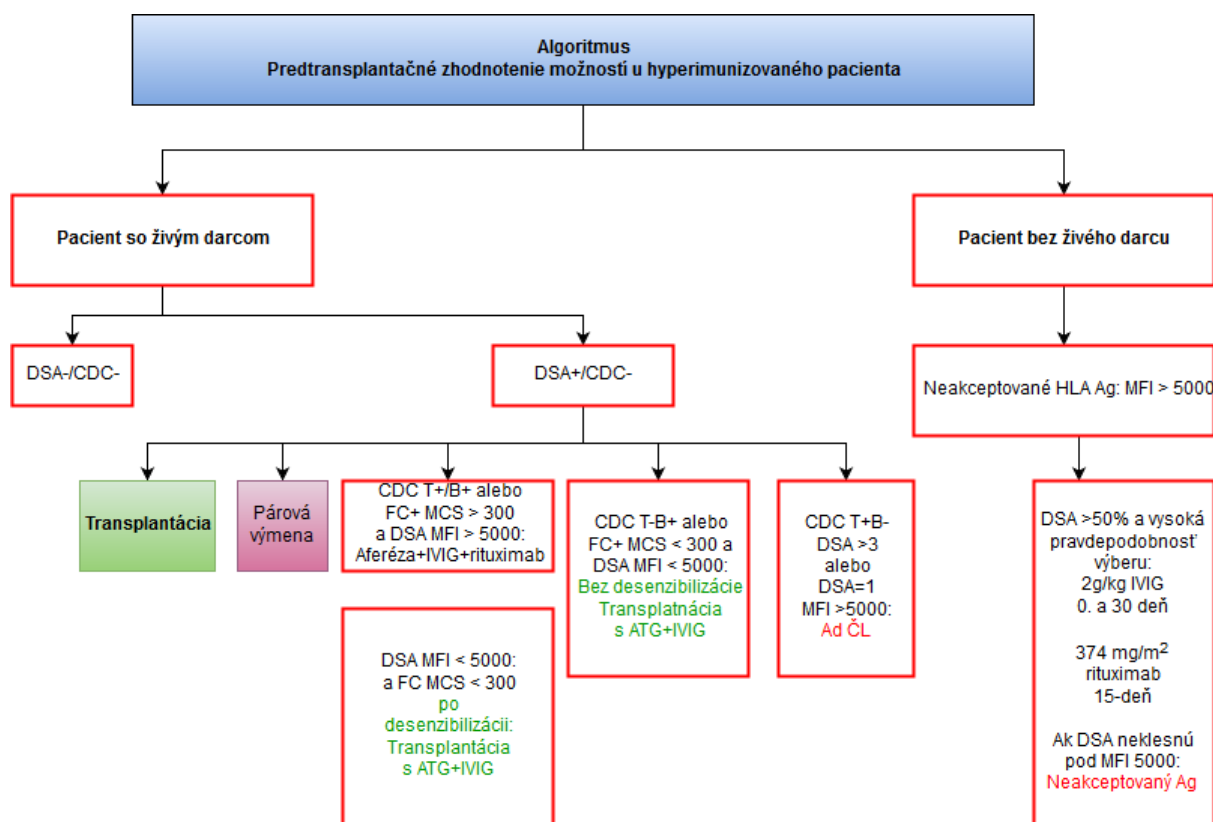 Algoritmus
Predtransplantačné zhodnotenie možností u hyperimunizovaného pacienta
Pacient so živým darcom
Pacient bez živého darcu
DSA-/CDC-
DSA+/CDC-
Neakceptované HLA Ag: MFI > 5000
Transplantácia
Párová
výmena
CDC T+/B+ alebo
FC+ MCS > 300
a DSA MFI > 5000:
Aferéza+IVIG+rituximab
CDC T-B+ alebo
FC+ MCS < 300 a
DSA MFI < 5000:
Bez desenzibilizácie
Transplatnácia
s ATG+IVIG
CDC T+B-
DSA >3
alebo
DSA=1
MFI >5000:
Ad ČL
DSA >50% a vysoká
pravdepodobnosť
výberu:
2g/kg IVIG
0. a 30 deň
374 mg/m²
rituximab
15-deň
Ak DSA neklesnú
pod MFI 5000:
Neakceptovaný Ag
DSA MFI < 5000:
a FC MCS < 300
po
desenzibilizácii:
Transplantácia
s ATG+IVIG